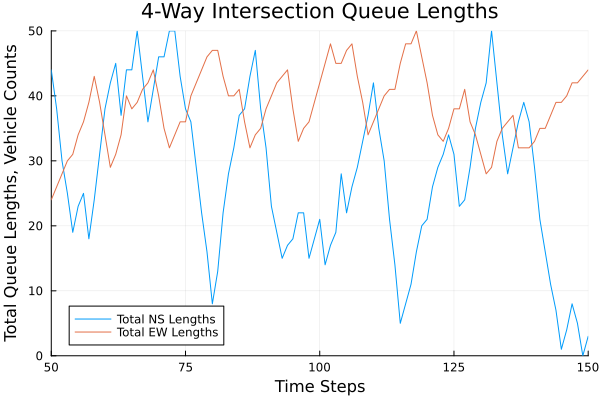 4-Way Intersection Queue Lengths
Total Queue Lengths, Vehicle Counts
50
40
30
20
10
0
Total NS Lengths
Total EW Lengths
50 75 100 125 150
Time Steps